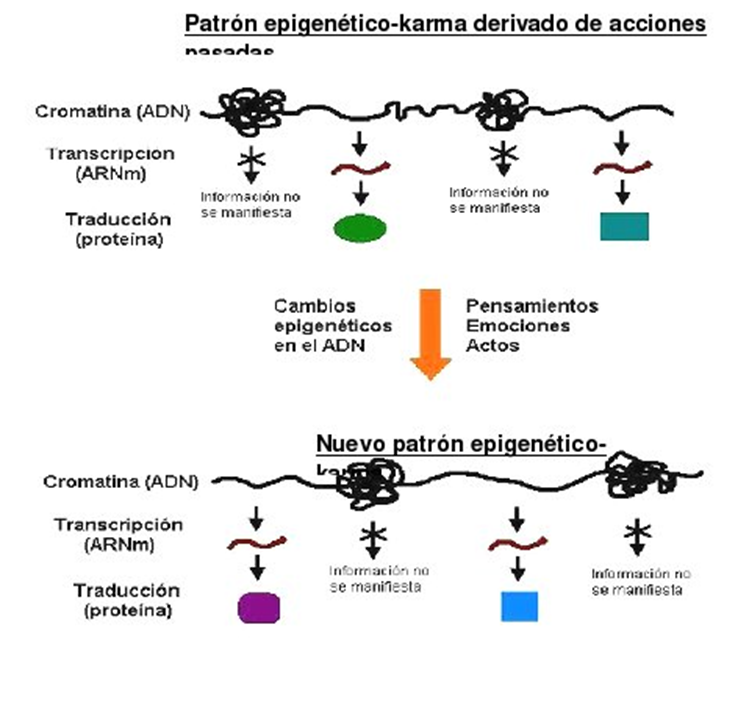 Patrón epigenético-karma derivado de acciones
pasadas
Cromatina (ADN)
Transcripción
(ARNm)
Información no
se manifiesta
Información no
se manifiesta
Traducción
(proteína)
Cambios
epigenéticos
en el ADN
Pensamientos
Emociones
Actos
Nuevo patrón epigenético-
Cromatina (ADN)
Transcripción
(ARNm)
Información no
se manifiesta
Información no
se manifiesta
Traducción
(proteína)